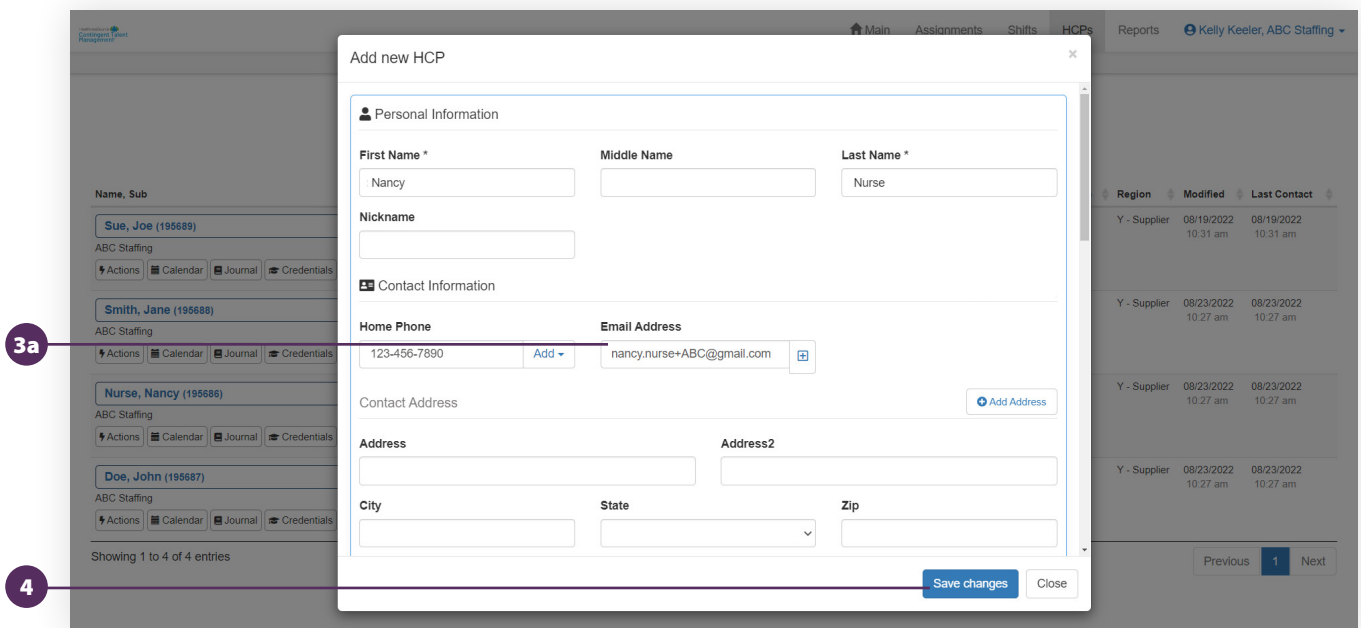 Contingent Talent
Management
Main Assignments Shifts HCPs Reports Kelly Keeler, ABC Staffing
Add new HCP ×
Personal Information
First Name * Middle Name Last Name *
Nancy Nurse
Nickname
Contact Information
Home Phone Email Address
3a
123-456-7890 Add nancy.nurse+ABC@gmail.com
Contact Address Add Address
Address Address2
City State Zip
4
Save changes Close
Name, Sub Region Modified Last Contact
Sue, Joe (195689) Y - Supplier 08/19/2022 08/19/2022
10:31 am 10:31 am
ABC Staffing
Actions Calendar Journal Credentials
Smith, Jane (195688) Y - Supplier 08/23/2022 08/23/2022
10:27 am 10:27 am
ABC Staffing
Actions Calendar Journal Credentials
Nurse, Nancy (195686) Y - Supplier 08/23/2022 08/23/2022
10:27 am 10:27 am
ABC Staffing
Actions Calendar Journal Credentials
Doe, John (195687) Y - Supplier 08/23/2022 08/23/2022
10:27 am 10:27 am
ABC Staffing
Actions Calendar Journal Credentials
Showing 1 to 4 of 4 entries Previous 1 Next